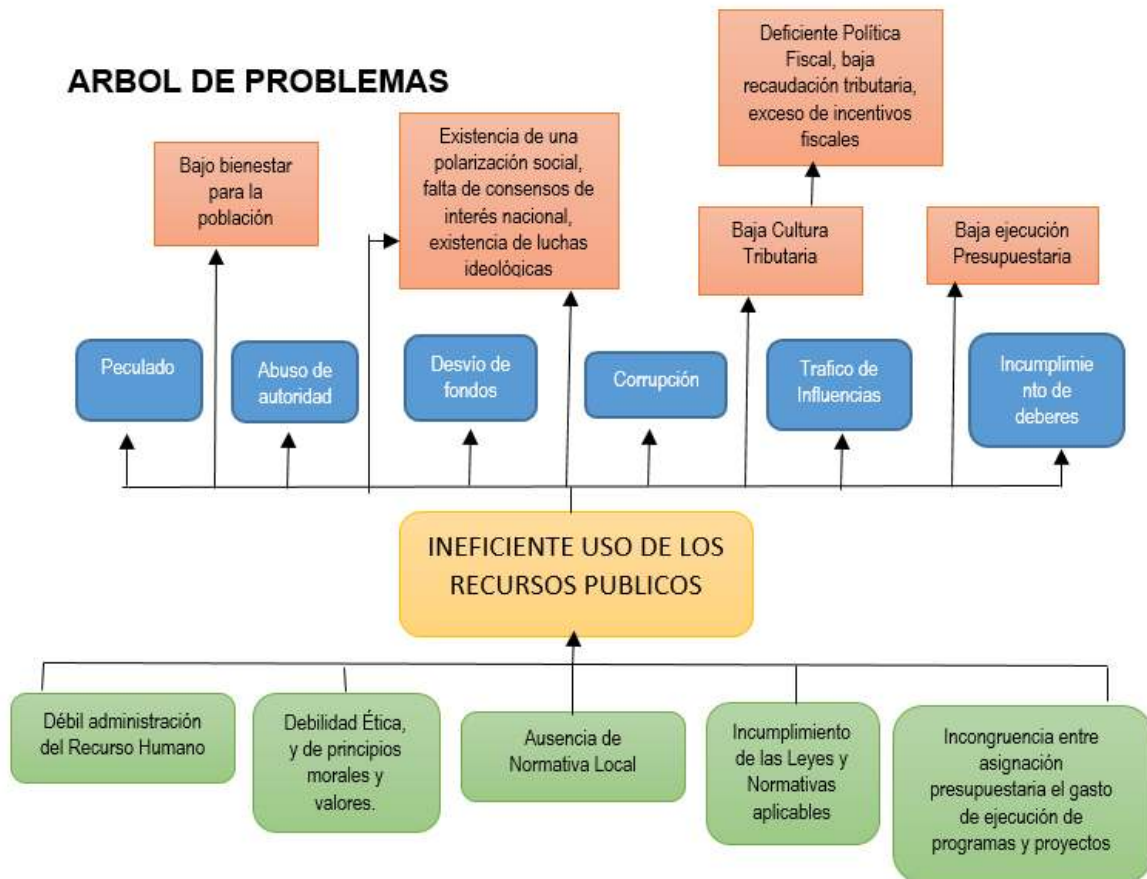 ARBOL DE PROBLEMAS
Deficiente Política
Fiscal, baja
recaudación tributaria,
exceso de incentivos
fiscales
Bajo bienestar
para la
población
Existencia de una
polarización social,
falta de consensos de
interés nacional,
existencia de luchas
ideológicas
Baja Cultura
Tributaria
Baja ejecución
Presupuestaria
Peculado
Abuso de
autoridad
Desvío de
fondos
Corrupción
Trafico de
Influencias
Incumplimie
nto de
deberes
INEFICIENTE USO DE LOS
RECURSOS PUBLICOS
Débil administración
del Recurso Humano
Debilidad Ética,
y de principios
morales y
valores.
Ausencia de
Normativa Local
Incumplimiento
de las Leyes y
Normativas
aplicables
Incongruencia entre
asignación
presupuestaria el gasto
de ejecución de
programas y proyectos